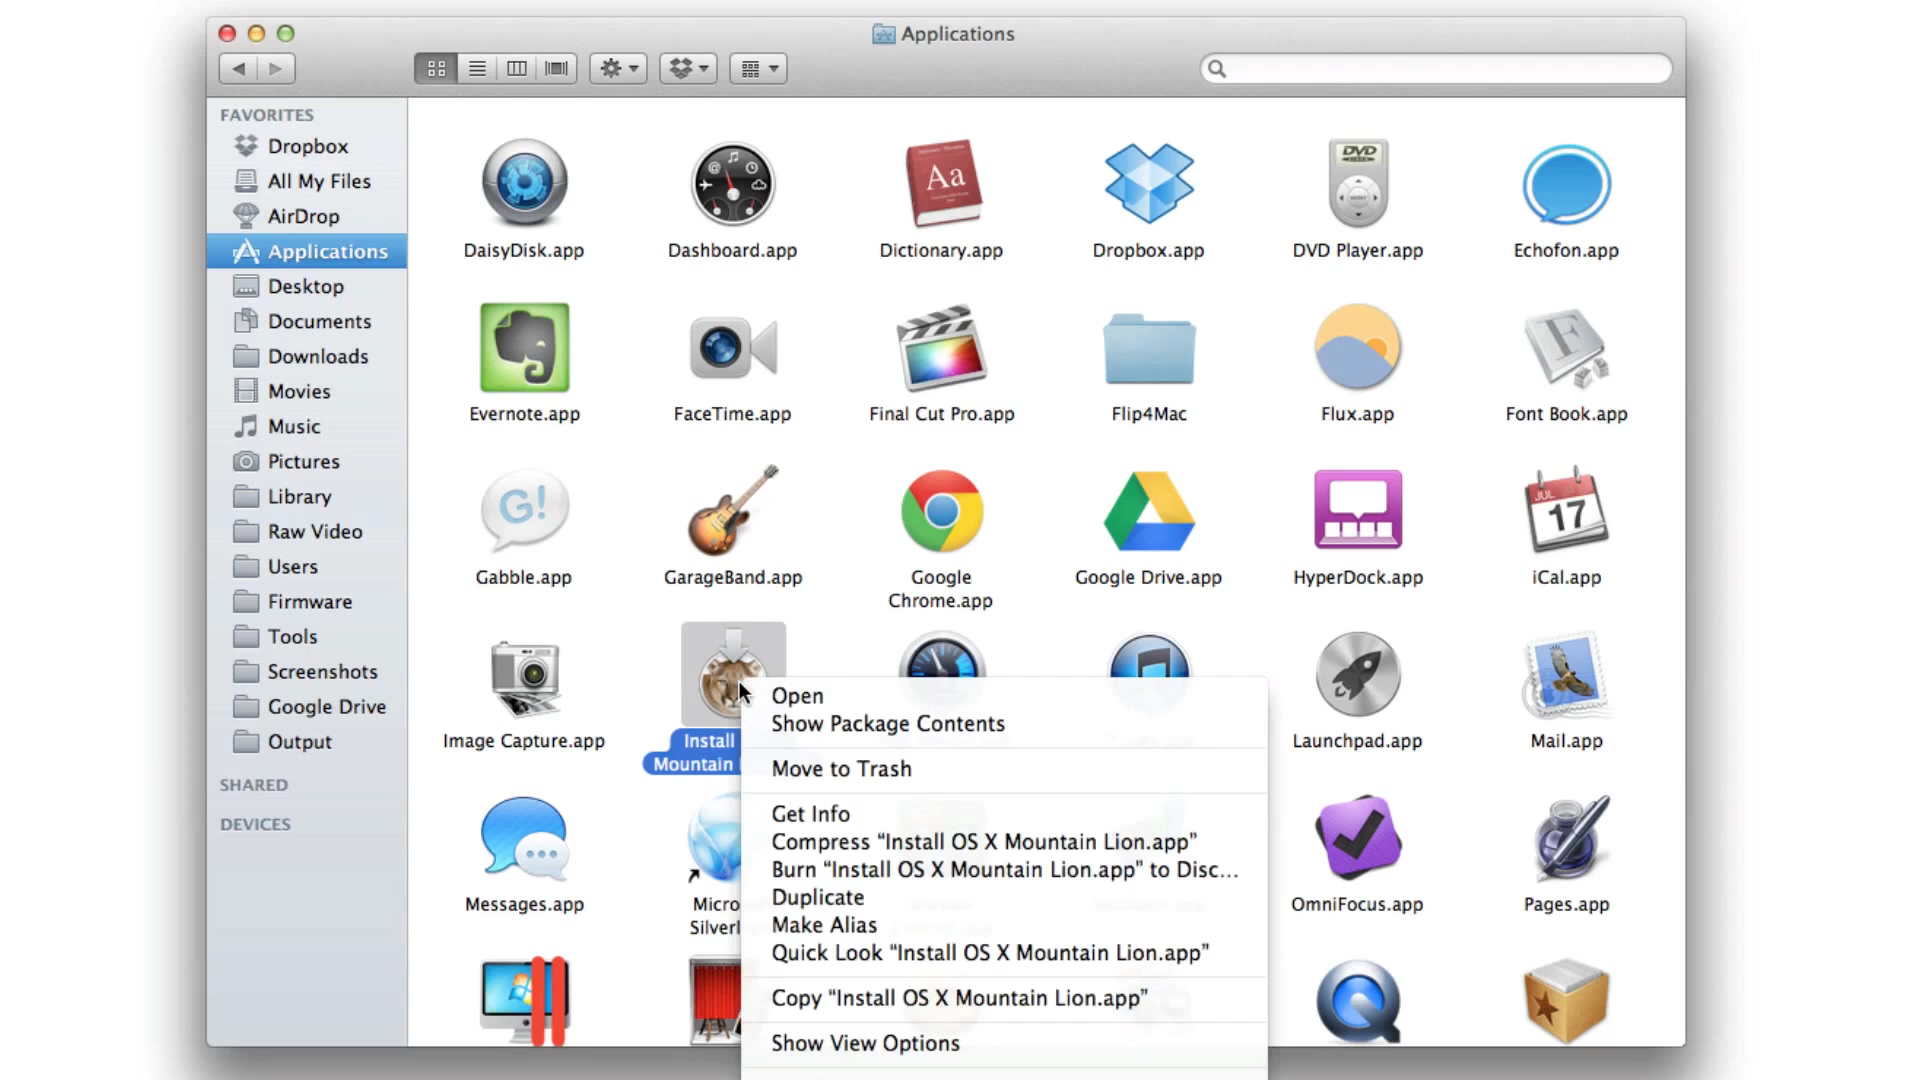 Applications
FAVORITES
Dropbox
All My Files
AirDrop
Applications
Desktop
Documents
Downloads
Movies
Music
Pictures
Library
Raw Video
Users
Firmware
Tools
Screenshots
Google Drive
Output
SHARED
DEVICES
DaisyDisk.app
Dashboard.app
Dictionary.app
Dropbox.app
DVD Player.app
Echofon.app
Aa
DVD
Evernote.app
FaceTime.app
Final Cut Pro.app
Flip4Mac
Flux.app
Font Book.app
F
G!
JUL
17
Gabble.app
GarageBand.app
Google
Chrome.app
Google Drive.app
HyperDock.app
iCal.app
Image Capture.app
Install
Mountain
Launchpad.app
Mail.app
Messages.app
Micro
Silverl
OmniFocus.app
Pages.app
Open
Show Package Contents
Move to Trash
Get Info
Compress “Install OS X Mountain Lion.app”
Burn “Install OS X Mountain Lion.app” to Disc...
Duplicate
Make Alias
Quick Look “Install OS X Mountain Lion.app”
Copy “Install OS X Mountain Lion.app”
Show View Options